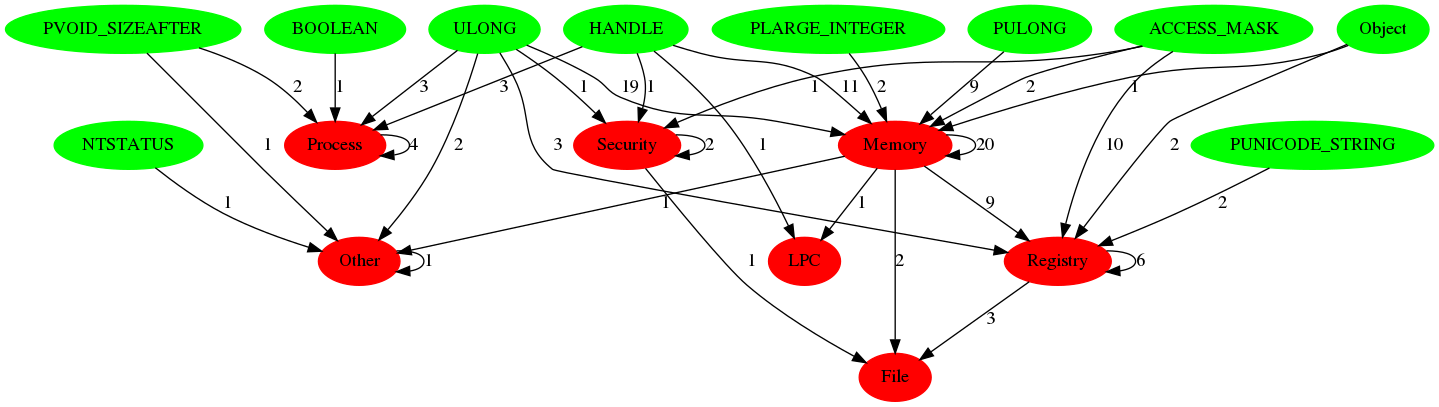 PVOID_SIZEAFTER BOOLEAN ULONG HANDLE PLARGE_INTEGER PULONG ACCESS_MASK Object
2 1 3 3 1 19 1 1 11 2 9 2 1
NTSTATUS Process 4 Security 2 Memory 20 PUNICODE_STRING
1 2 3 1 10 2
1 1 1 9 2
Other 1 LPC 2 Registry 6
1 3
File